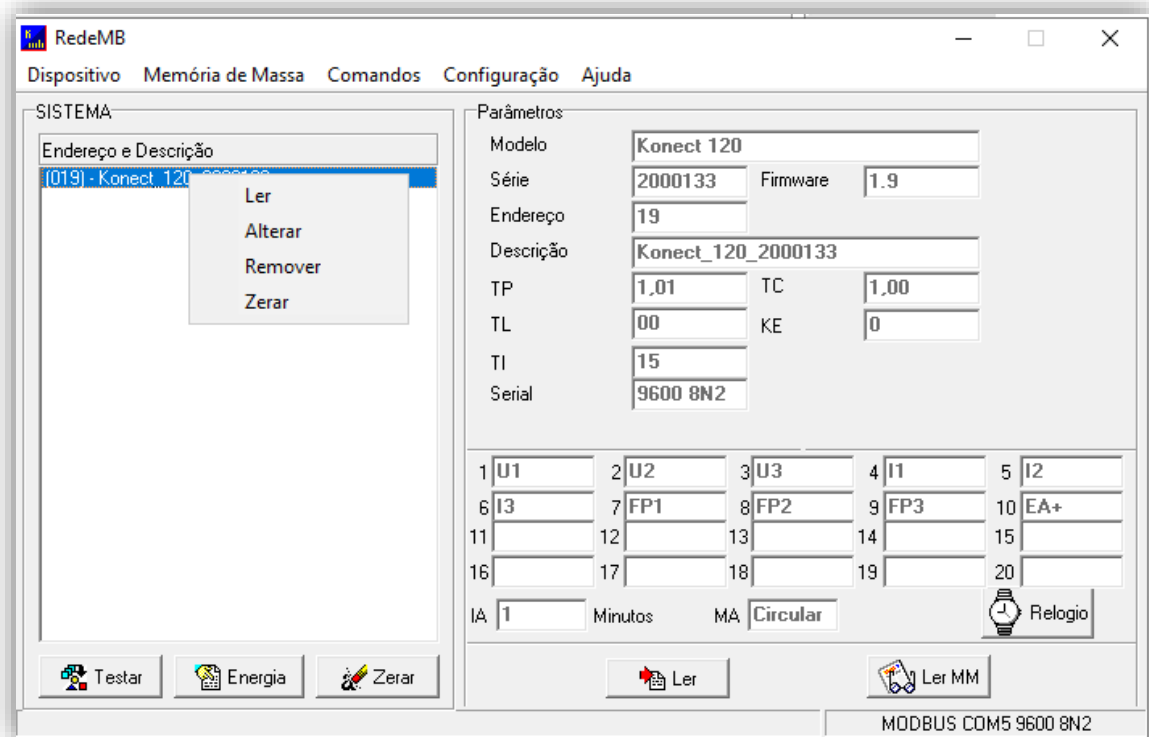 RedeMB
Dispositivo Memória de Massa Comandos Configuração Ajuda
SISTEMA
Endereço e Descrição
(019) - Konect_120_2000133
Ler
Alterar
Remover
Zerar
Testar Energia Zerar
Parâmetros
Modelo Konect 120
Série 2000133 Firmware 1.9
Endereço 19
Descrição Konect_120_2000133
TP 1,01 TC 1,00
TL 00 KE 0
TI 15
Serial 9600 8N2
1 U1 2 U2 3 U3 4 I1 5 I2
6 I3 7 FP1 8 FP2 9 FP3 10 EA+
11 12 13 14 15
16 17 18 19 20
IA 1 Minutos MA Circular Relogio
Ler Ler MM
MODBUS COM5 9600 8N2